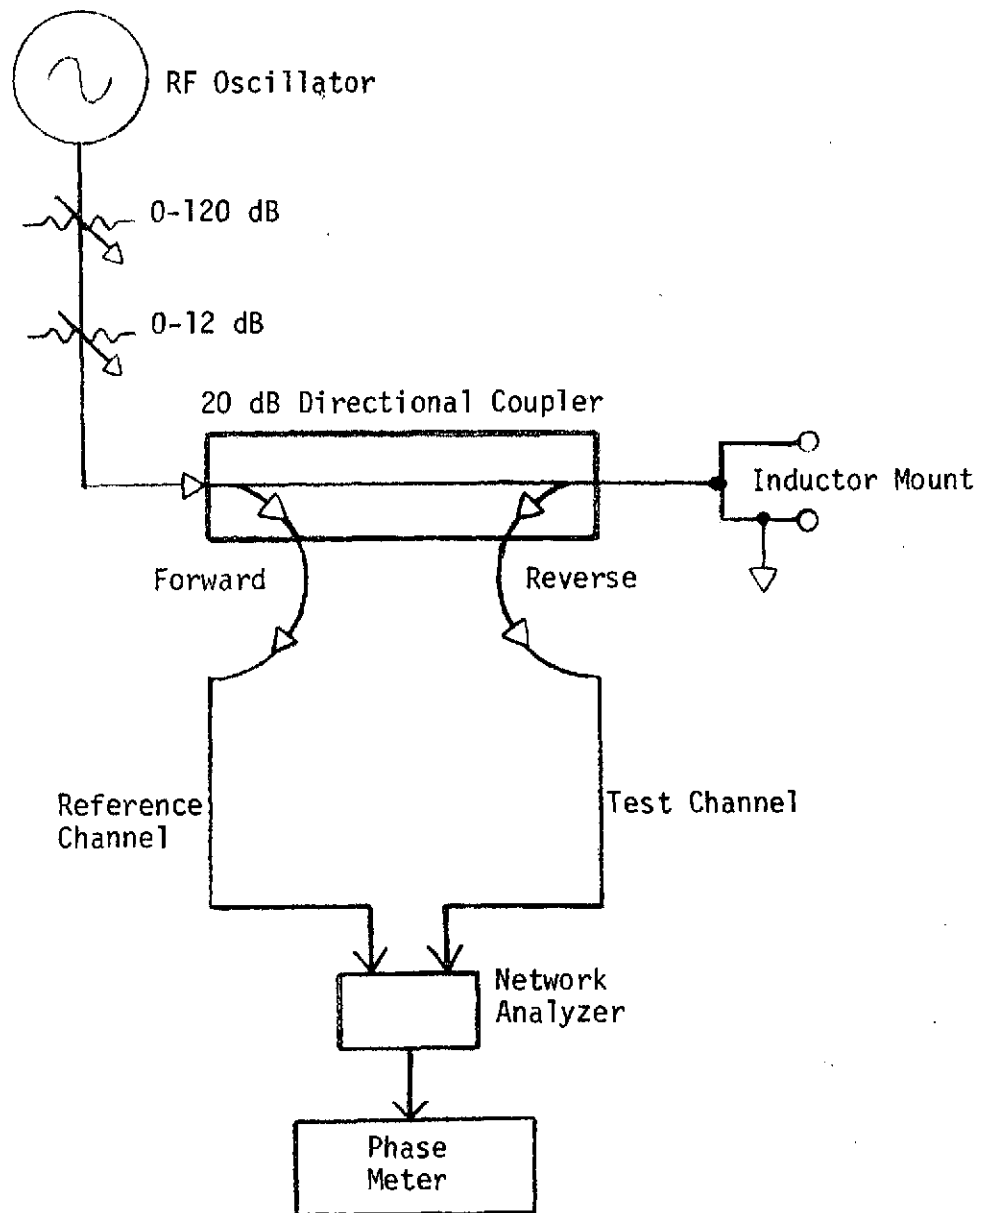 RF Oscillator
0-120 dB
0-12 dB
20 dB Directional Coupler
Inductor Mount
Forward
Reverse
Reference
Channel
Test Channel
Network
Analyzer
Phase
Meter